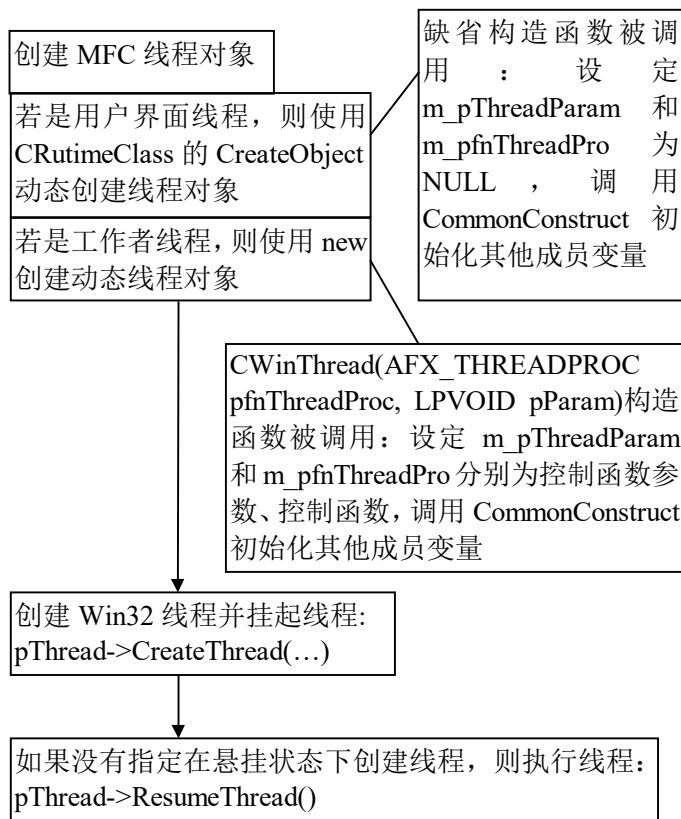 创建 MFC 线程对象
若是用户界面线程，则使用
CRutimeClass 的 CreateObject
动态创建线程对象
若是工作者线程，则使用 new
创建动态线程对象
缺省构造函数被调
用：设定
m_pThreadParam 和
m_pfnThreadPro 为
NULL，调用
CommonConstruct 初
始化其他成员变量
CWinThread(AFX_THREADPROC
pfnThreadProc, LPVOID pParam)构造
函数被调用：设定 m_pThreadParam
和 m_pfnThreadPro 分别为控制函数参
数、控制函数，调用 CommonConstruct
初始化其他成员变量
创建 Win32 线程并挂起线程:
pThread->CreateThread(…)
如果没有指定在悬挂状态下创建线程，则执行线程：
pThread->ResumeThread()